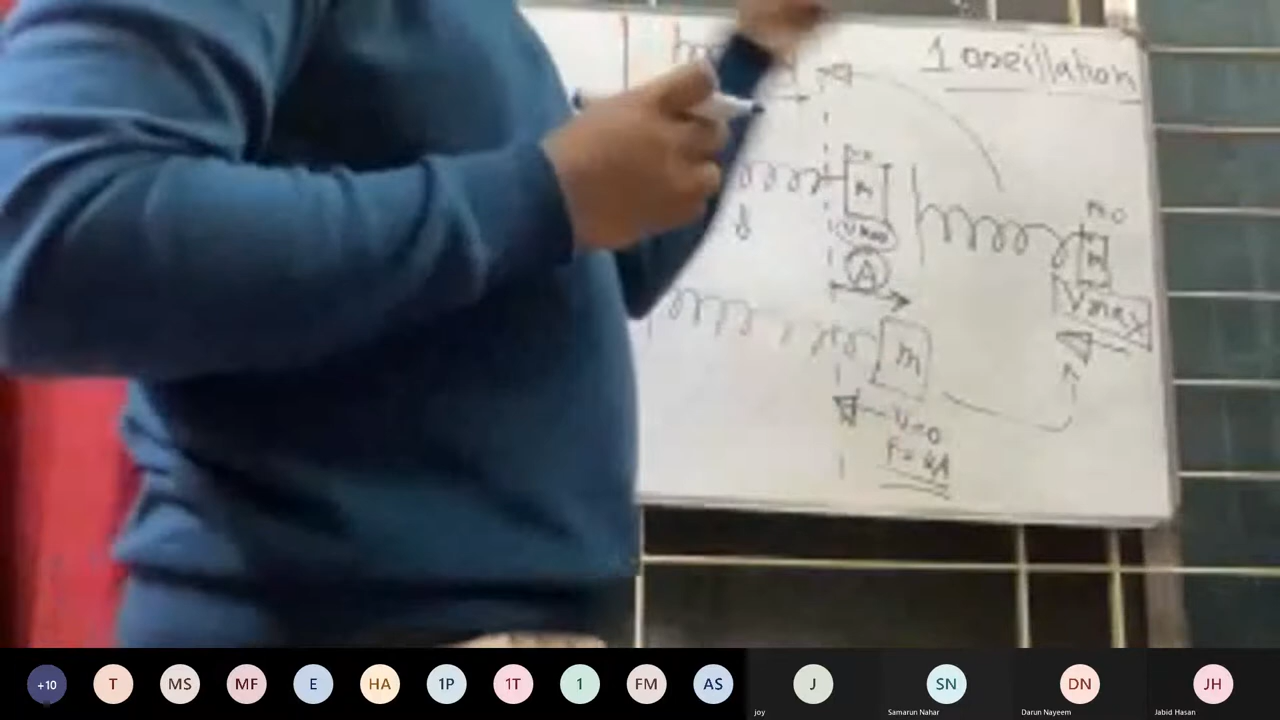 1 oscillation
m
Vmax
A
m
Vmax
m
V=0
F=kA
+10
T
MS
MF
E
HA
1P
1T
1
FM
AS
J
SN
DN
JH
joy
Samarun Nahar
Darun Nayeem
Jabid Hasan